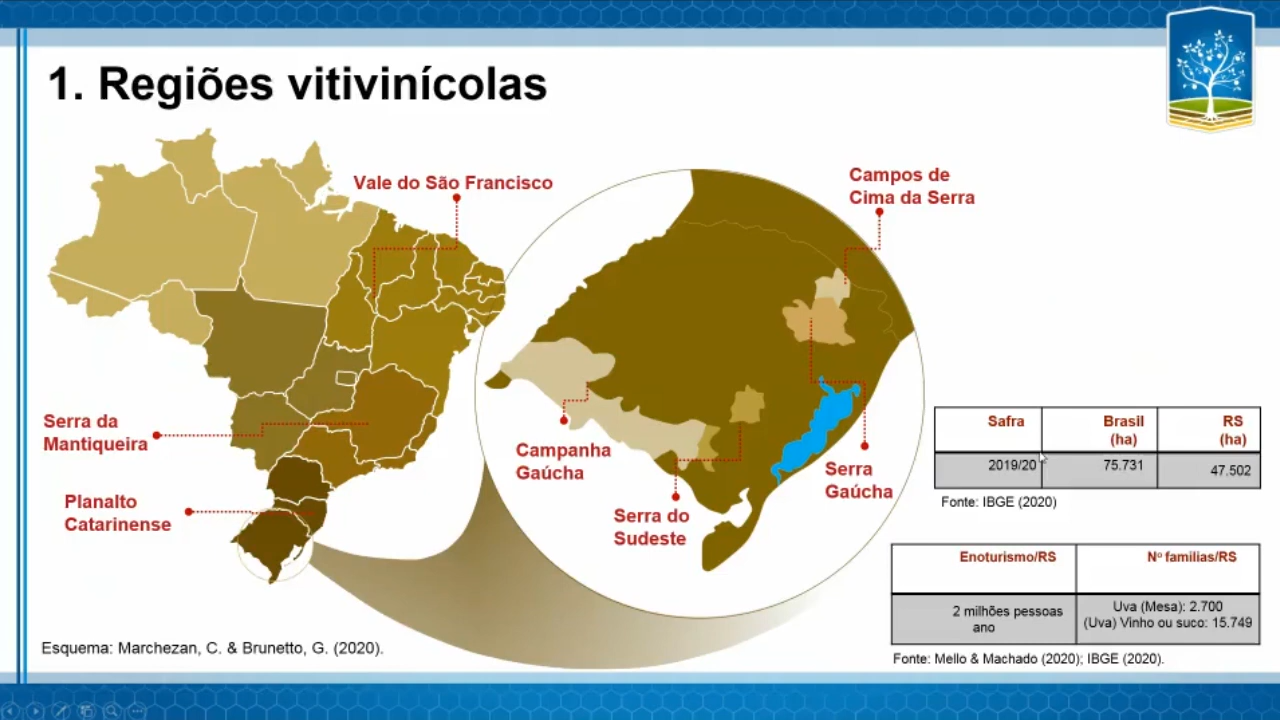 1. Regiões vitivinícolas
Vale do São Francisco
Campos de
Cima da Serra
Serra da
Mantiqueira
Planalto
Catarinense
Campanha
Gaúcha
Serra do
Sudeste
Serra
Gaúcha
Safra Brasil (ha) RS (ha)
2019/20 75.731 47.502
Fonte: IBGE (2020)
Enoturismo/RS Nº familias/RS
2 milhões pessoas
ano
Uva (Mesa): 2.700
(Uva) Vinho ou suco: 15.749
Fonte: Mello & Machado (2020); IBGE (2020).
Esquema: Marchezan, C. & Brunetto, G. (2020).